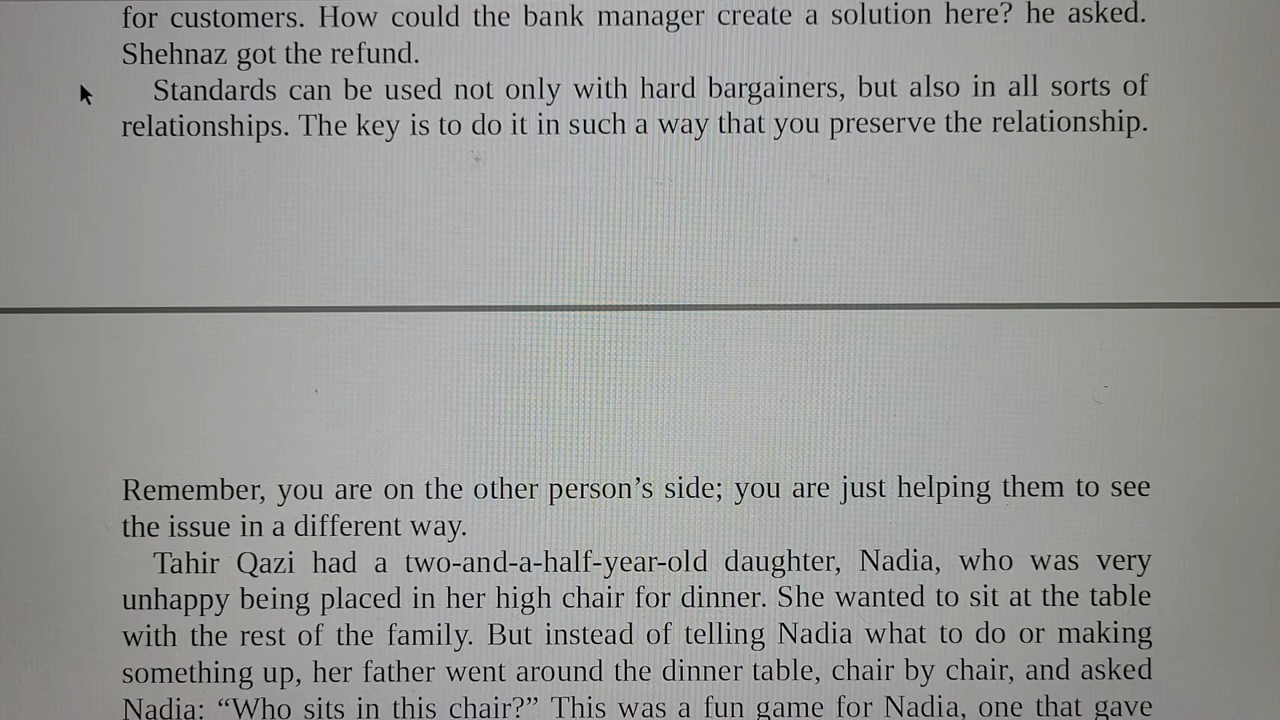 for customers. How could the bank manager create a solution here? he asked.
Shehnaz got the refund.
Standards can be used not only with hard bargainers, but also in all sorts of
relationships. The key is to do it in such a way that you preserve the relationship.
Remember, you are on the other person’s side; you are just helping them to see
the issue in a different way.
Tahir Qazi had a two-and-a-half-year-old daughter, Nadia, who was very
unhappy being placed in her high chair for dinner. She wanted to sit at the table
with the rest of the family. But instead of telling Nadia what to do or making
something up, her father went around the dinner table, chair by chair, and asked
Nadia: “Who sits in this chair?” This was a fun game for Nadia, one that gave